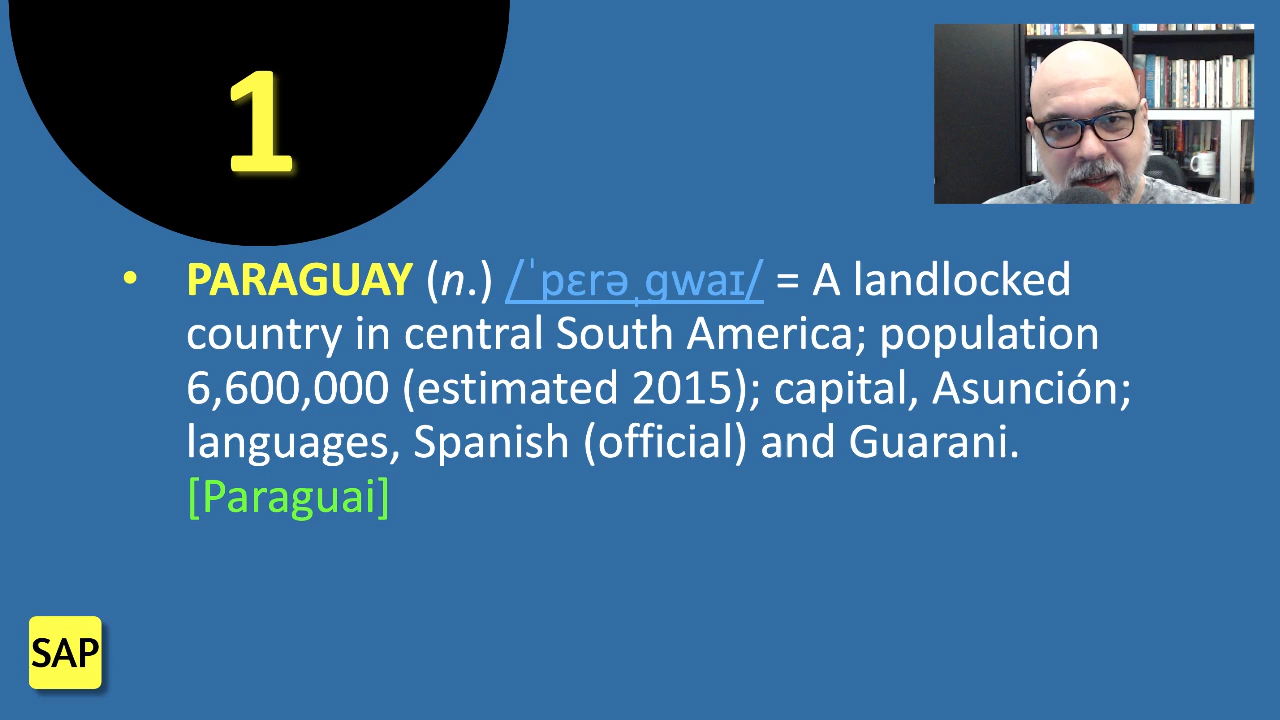 1
• PARAGUAY (n.) /ˈpɛrəˌɡwaɪ/ = A landlocked
country in central South America; population
6,600,000 (estimated 2015); capital, Asunción;
languages, Spanish (official) and Guarani.
[Paraguai]
SAP